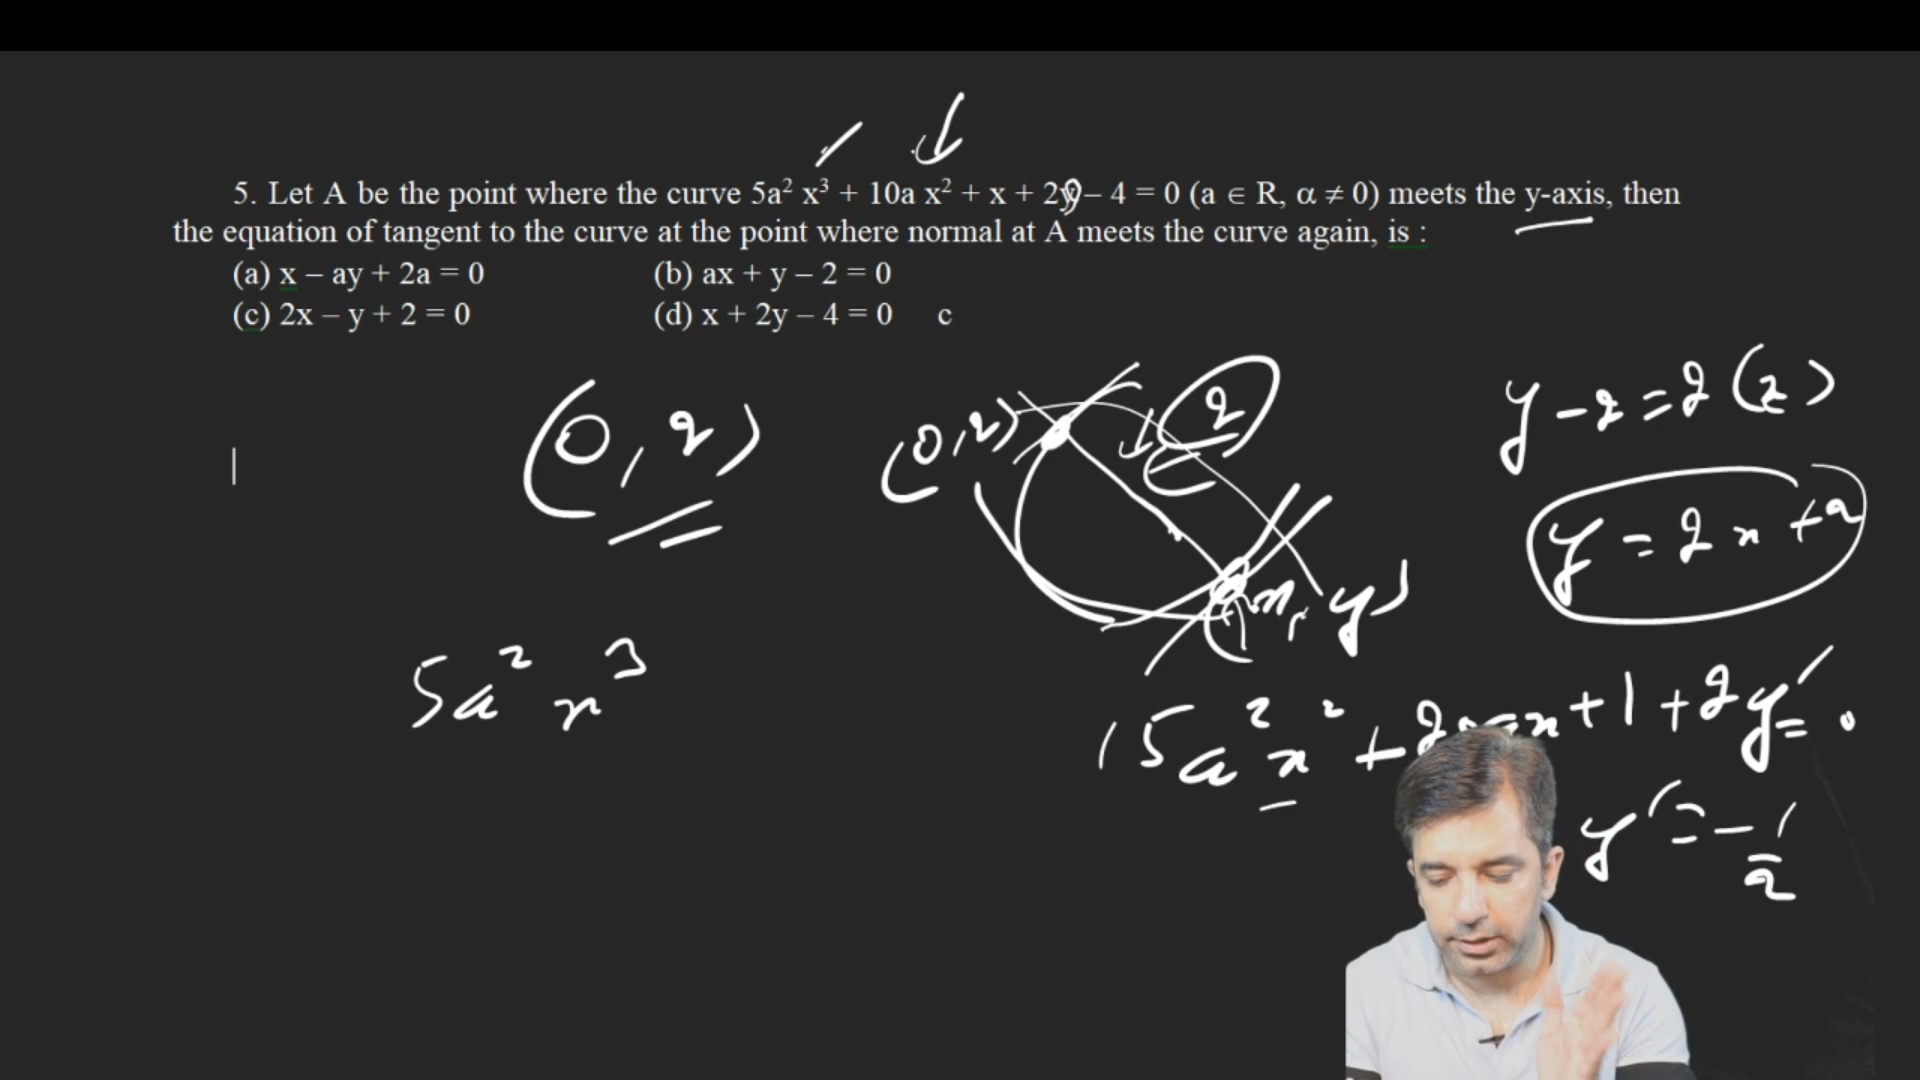 5. Let A be the point where the curve 5a² x³ + 10a x² + x + 2y – 4 = 0 (a ∈ R, α ≠ 0) meets the y-axis, then
the equation of tangent to the curve at the point where normal at A meets the curve again, is :
(a) x – ay + 2a = 0 (b) ax + y – 2 = 0
(c) 2x – y + 2 = 0 (d) x + 2y – 4 = 0 c
(0, 2)
(0, 2)
2
(x, y)
y - 2 = 2(x)
y = 2x + 2
5a² x³
15a²x² + 2 x + 1 + 2y' = 0
y' = -1/2